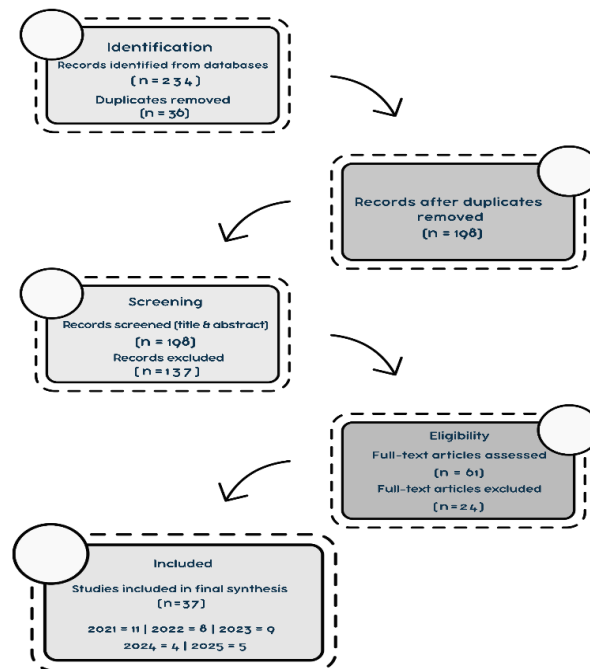 Identification
Records identified from databases
(n = 234)
Duplicates removed
(n = 36)
Records after duplicates
removed
(n = 198)
Screening
Records screened (title & abstract)
(n = 198)
Records excluded
(n = 137)
Eligibility
Full-text articles assessed
(n = 61)
Full-text articles excluded
(n=24)
Included
Studies included in final synthesis
(n=37)
2021 = 11 | 2022 = 8 | 2023 = 9
2024 = 4 | 2025 = 5